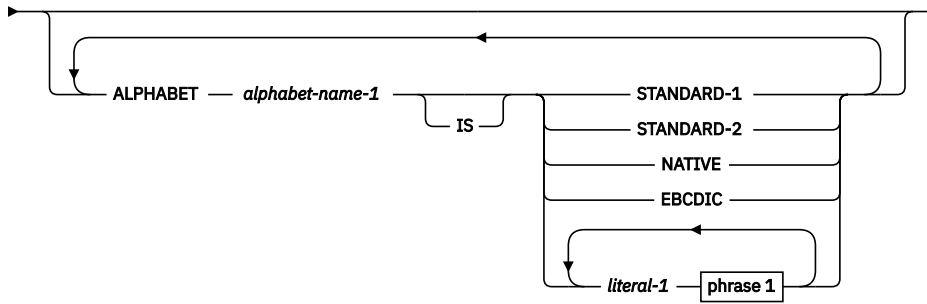 ALPHABET alphabet-name-1 STANDARD-1
IS STANDARD-2
NATIVE
EBCDIC
literal-1 phrase 1